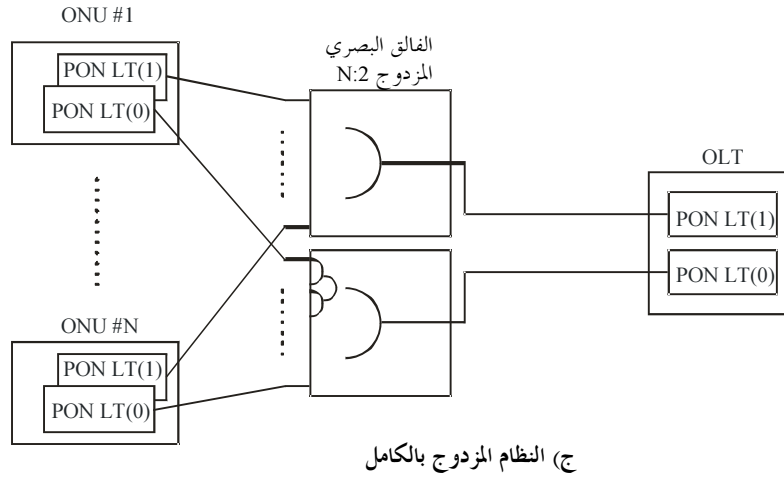 ONU #1
PON LT(1)
PON LT(0)
الفالق البصري
المزدوج N:2
OLT
PON LT(1)
PON LT(0)
ONU #N
PON LT(1)
PON LT(0)
ج) النظام المزدوج بالكامل